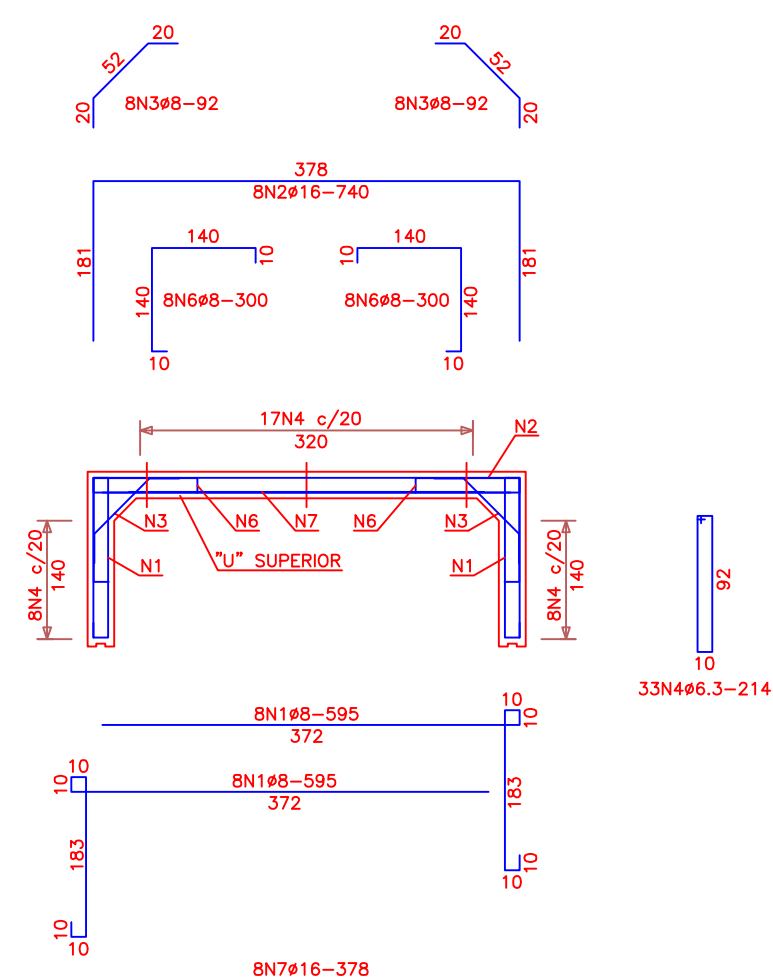 20
52
20
8N3ø8-92
20
52
20
8N3ø8-92
378
8N2ø16-740
181
181
140
10
140
10
8N6ø8-300
140
10
140
10
8N6ø8-300
17N4 c/20
320
N2
N3
N6
N7
N6
N3
"U" SUPERIOR
N1
N1
8N4 c/20
140
8N4 c/20
140
92
10
33N4ø6.3-214
8N1ø8-595
372
10
10
183
10
10
8N1ø8-595
372
10
10
183
10
10
8N7ø16-378